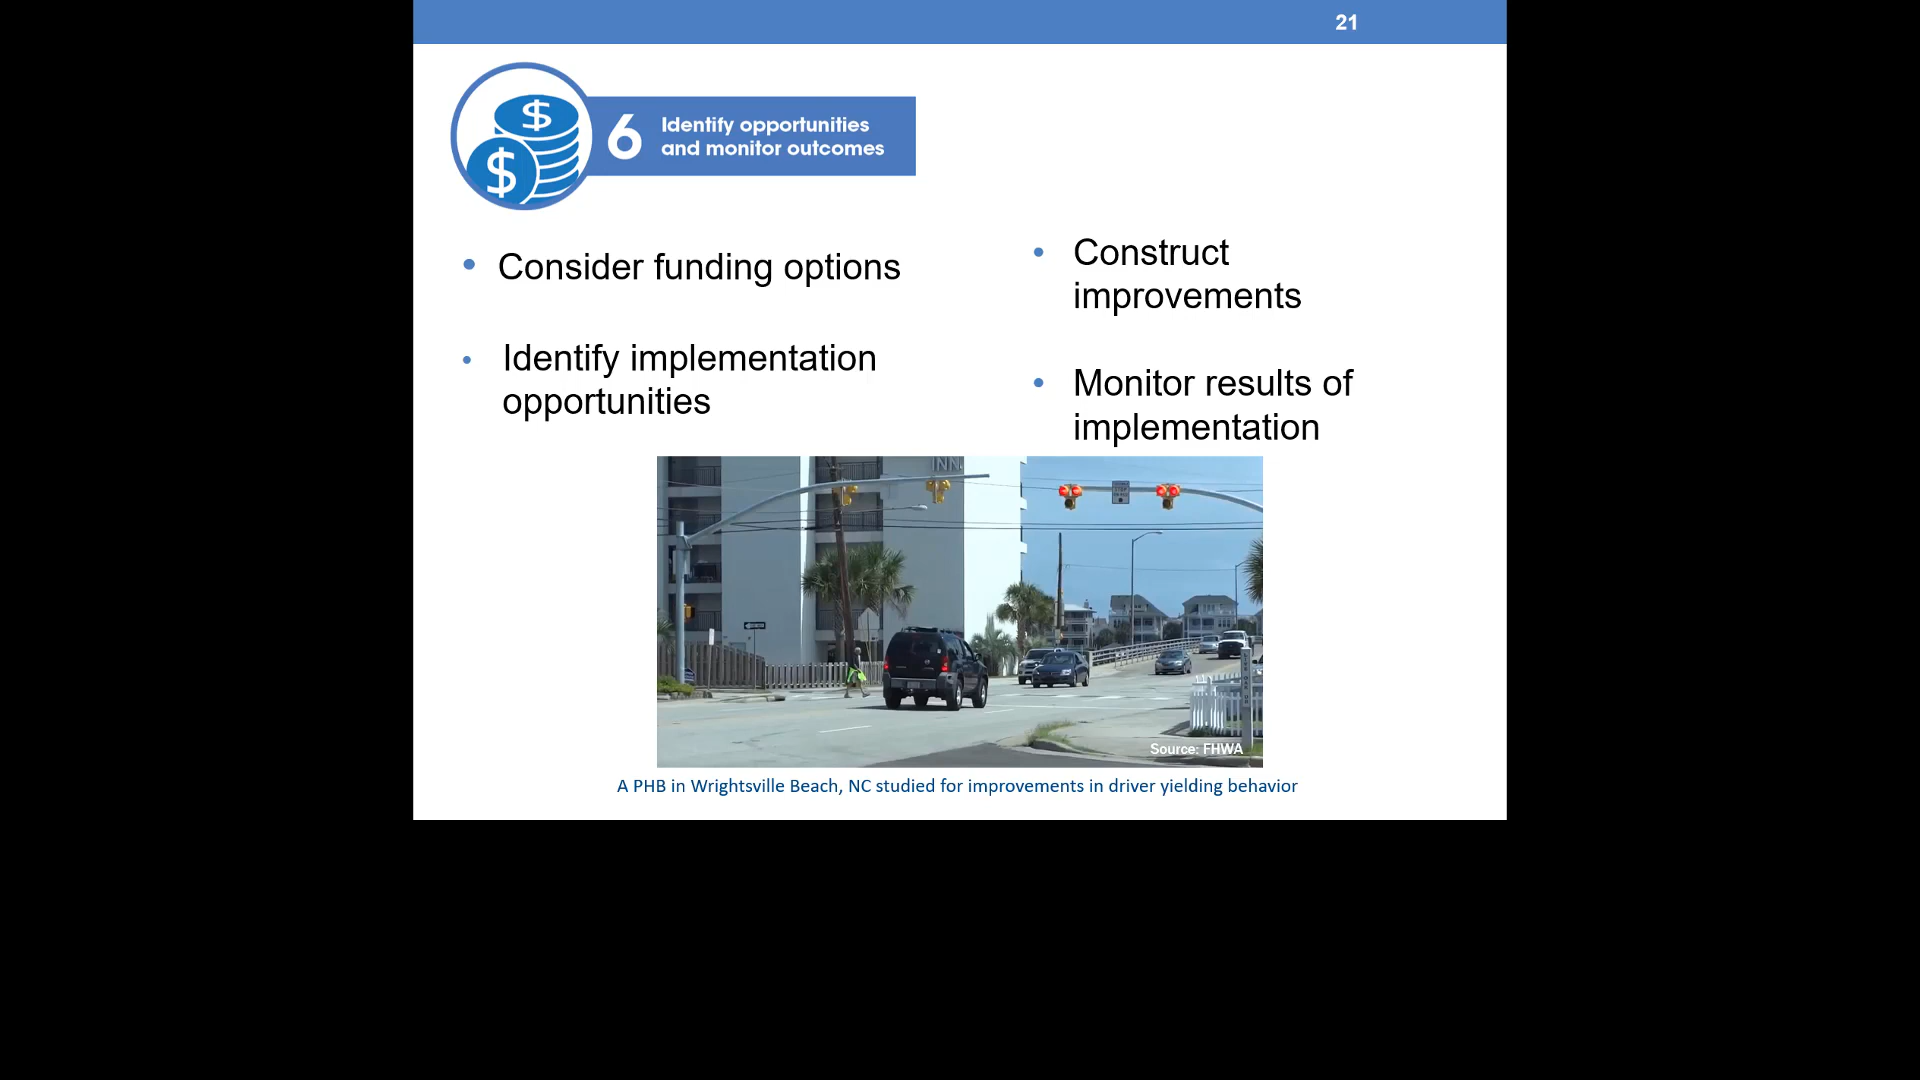 21
$
$
6
Identify opportunities
and monitor outcomes
• Consider funding options
• Identify implementation
opportunities
• Construct
improvements
• Monitor results of
implementation
INN
Source: FHWA
A PHB in Wrightsville Beach, NC studied for improvements in driver yielding behavior